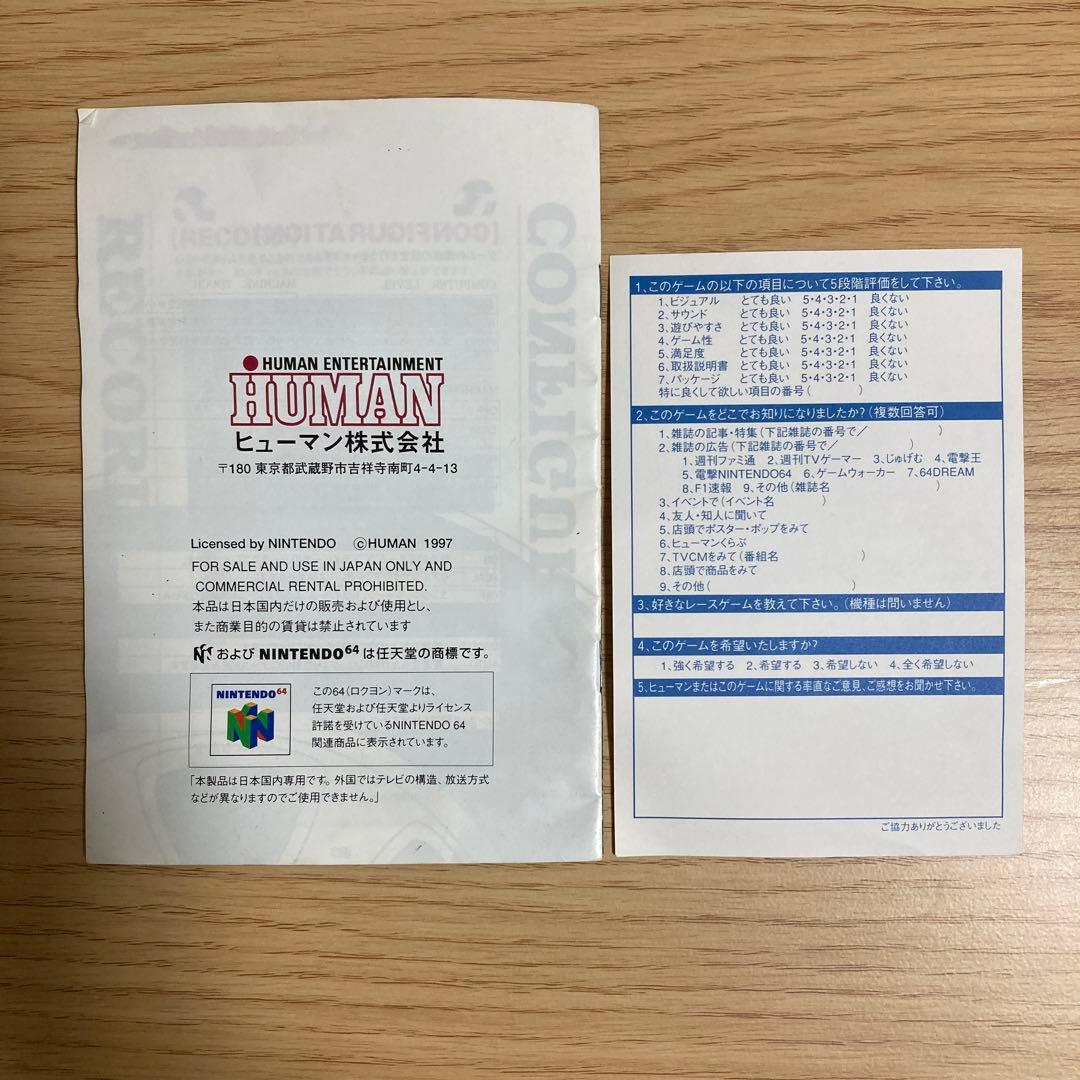 HUMAN ENTERTAINMENT
HUMAN
ヒューマン株式会社
〒180 東京都武蔵野市吉祥寺南町4-4-13
Licensed by NINTENDO ©HUMAN 1997
FOR SALE AND USE IN JAPAN ONLY AND
COMMERCIAL RENTAL PROHIBITED.
本品は日本国内だけの販売および使用とし、
また商業目的の賃貸は禁止されています
および NINTENDO64 は任天堂の商標です。
NINTENDO64
この64(ロクヨン)マークは、
任天堂および任天堂よりライセンス
許諾を受けているNINTENDO 64
関連商品に表示されています。
「本製品は日本国内専用です。外国ではテレビの構造、放送方式
などが異なりますのでご使用できません。」
CONFIGU
RECORD
[CONFIGURATION]
[RECO
COMPUTER LEVEL
1、このゲームの以下の項目について5段階評価をして下さい。
1、ビジュアル とても良い 5・4・3・2・1 良くない
2、サウンド とても良い 5・4・3・2・1 良くない
3、遊びやすさ とても良い 5・4・3・2・1 良くない
4、ゲーム性 とても良い 5・4・3・2・1 良くない
5、満足度 とても良い 5・4・3・2・1 良くない
6、取扱説明書 とても良い 5・4・3・2・1 良くない
7、パッケージ とても良い 5・4・3・2・1 良くない
特に良くして欲しい項目の番号( )
2、このゲームをどこでお知りになりましたか?(複数回答可)
1、雑誌の記事・特集(下記雑誌の番号で/ )
2、雑誌の広告(下記雑誌の番号で/ )
1、週刊ファミ通 2、週刊TVゲーマー 3、じゅげむ 4、電撃王
5、電撃NINTENDO64 6、ゲームウォーカー 7、64DREAM
8、F1速報 9、その他(雑誌名 )
3、イベントで(イベント名 )
4、友人・知人に聞いて
5、店頭でポスター・ポップをみて
6、ヒューマンくらぶ
7、TVCMをみて(番組名 )
8、店頭で商品をみて
9、その他( )
3、好きなレースゲームを教えて下さい。(機種は問いません)
4、このゲームを希望いたしますか?
1、強く希望する 2、希望する 3、希望しない 4、全く希望しない
5、ヒューマンまたはこのゲームに関する率直なご意見、ご感想をお聞かせ下さい。
ご協力ありがとうございました